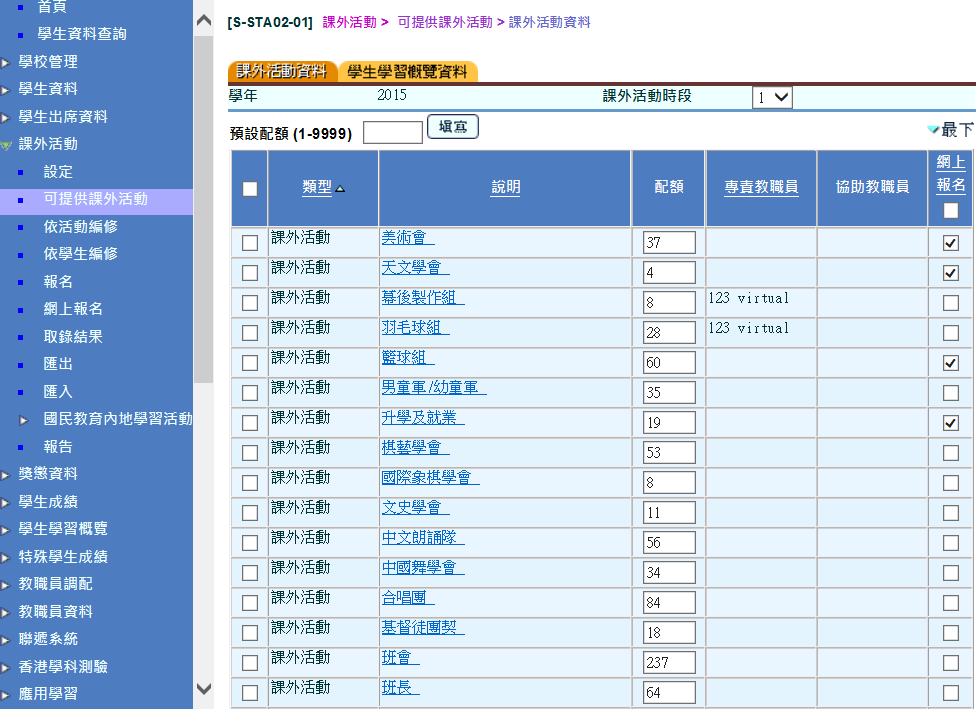 首頁
學生資料查詢
學校管理
學生資料
學生出席資料
課外活動
設定
可提供課外活動
依活動編修
依學生編修
報名
網上報名
取錄結果
匯出
匯入
國民教育內地學習活動
報告
獎懲資料
學生成績
學生學習概覽
特殊學生成績
教職員調配
教職員資料
聯遞系統
香港學科測驗
應用學習
[S-STA02-01] 課外活動 > 可提供課外活動 > 課外活動資料
課外活動資料 學生學習概覽資料
學年 2015 課外活動時段 1
預設配額 (1-9999) 填寫
最下
類型 說明 配額 專責教職員 協助教職員 網上報名
課外活動 美術會 37
課外活動 天文學會 4
課外活動 幕後製作組 8 123 virtual
課外活動 羽毛球組 28 123 virtual
課外活動 籃球組 60
課外活動 男童軍/幼童軍 35
課外活動 升學及就業 19
課外活動 棋藝學會 53
課外活動 國際象棋學會 8
課外活動 文史學會 11
課外活動 中文朗誦隊 56
課外活動 中國舞學會 34
課外活動 合唱團 84
課外活動 基督徒團契 18
課外活動 班會 237
課外活動 班長 64